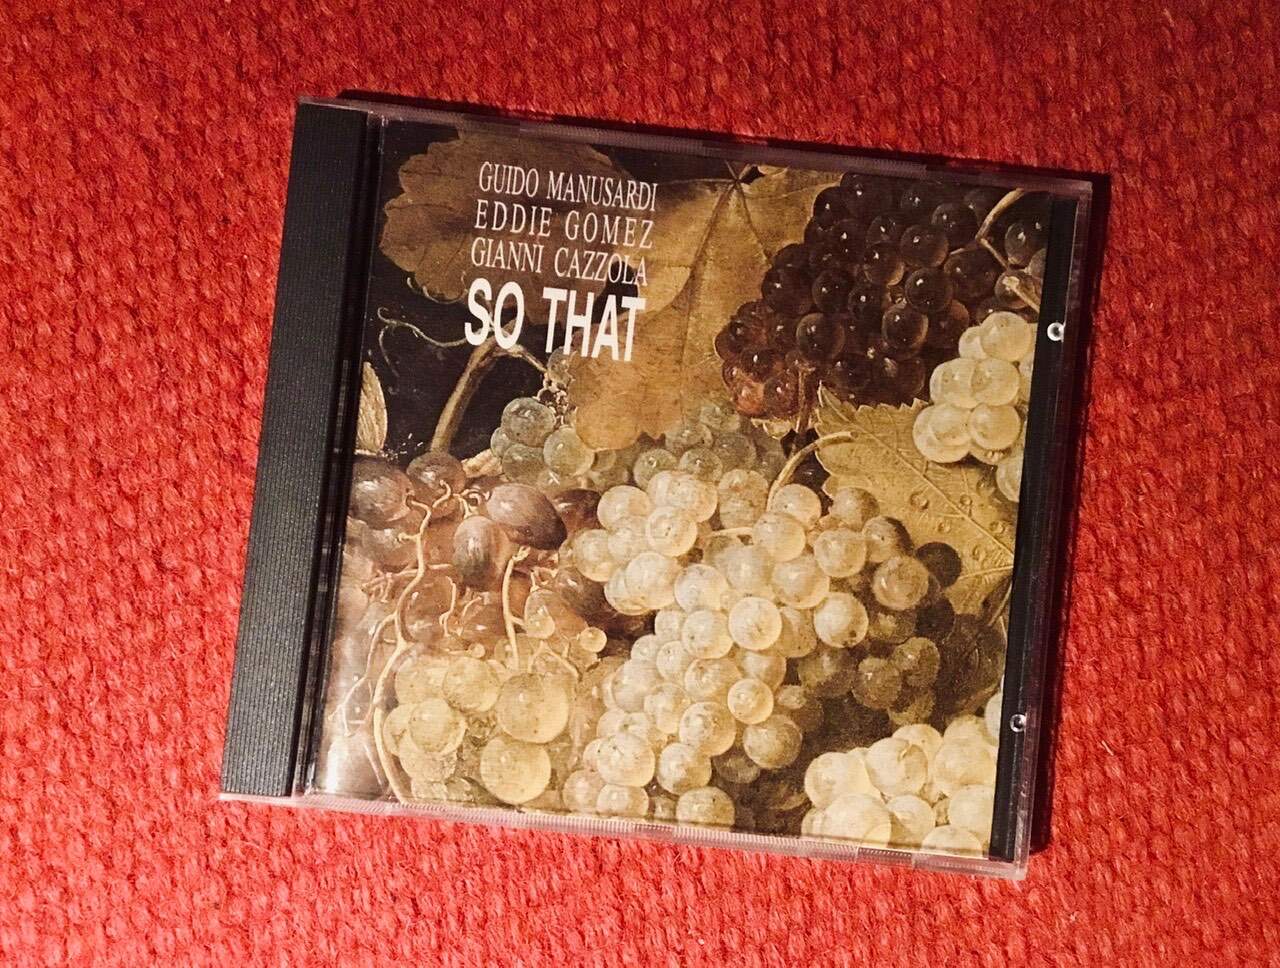 GUIDO MANUSARDI
EDDIE GOMEZ
GIANNI CAZZOLA
SO THAT